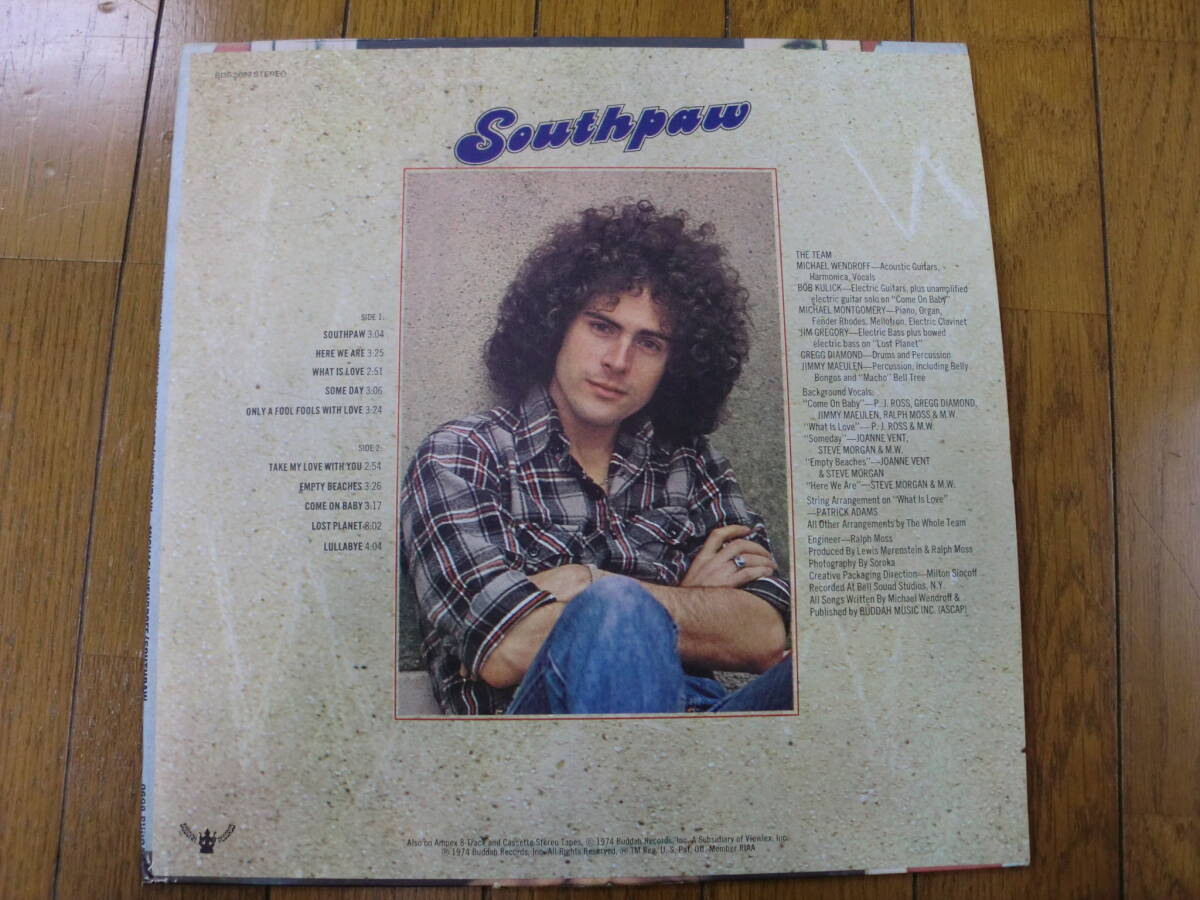 STEREO
Southpaw
SIDE 1:
SOUTHPAW 3:04
HERE WE ARE 3:25
WHAT IS LOVE 2:51
SOME DAY 3:06
ONLY A FOOL FOOLS WITH LOVE 3:24
SIDE 2:
TAKE MY LOVE WITH YOU 2:54
EMPTY BEACHES 3:26
COME ON BABY 3:17
LOST PLANET 8:02
LULLABYE 4:04
THE TEAM
MICHAEL WENDROFF—Acoustic Guitars,
Harmonica, Vocals
BOB KULICK—Electric Guitars, plus unamplified
electric guitar solo on "Come On Baby"
MICHAEL MONTGOMERY—Piano, Organ,
Fender Rhodes, Mellotron, Electric Clavinet
JIM GREGORY—Electric Bass plus bowed
electric bass on "Lost Planet"
GREGG DIAMOND—Drums and Percussion
JIMMY MAEULEN—Percussion, Including Belly
Bongos and "Macho" Bell Tree
Background Vocals:
"Come On Baby"—P. J. ROSS, GREGG DIAMOND,
JIMMY MAEULEN, RALPH MOSS & M.W.
"What Is Love"—P. J. ROSS & M.W.
"Someday"—JOANNE VENT,
STEVE MORGAN & M.W.
"Empty Beaches"—JOANNE VENT
& STEVE MORGAN
"Here We Are"—STEVE MORGAN & M.W.
String Arrangement on "What Is Love"
—PATRICK ADAMS
All Other Arrangements by The Whole Team
Engineer—Ralph Moss
Produced By Lewis Merenstein & Ralph Moss
Photography By Soroka
Creative Packaging Direction—Milton Sincoff
Recorded At Bell Sound Studios, N.Y.
All Songs Written By Michael Wendroff &
Published by BUDDAH MUSIC INC. (ASCAP)
Also on Ampex 8-Track and Cassette Stereo Tapes, © 1974 Buddah Records, Inc. A Subsidiary of Viewlex, Inc.
℗ 1974 Buddah Records, Inc. All Rights Reserved, ® TM Reg. U.S. Pat. Off. Member RIAA